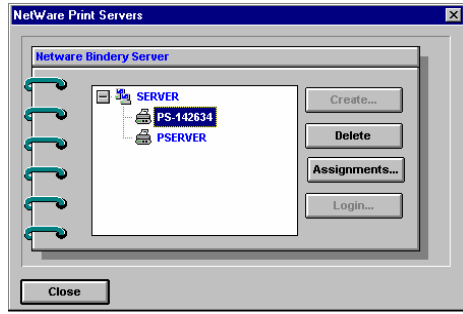 NetWare Print Servers
Netware Bindery Server
SERVER
PS-142634
PSERVER
Create...
Delete
Assignments...
Login...
Close